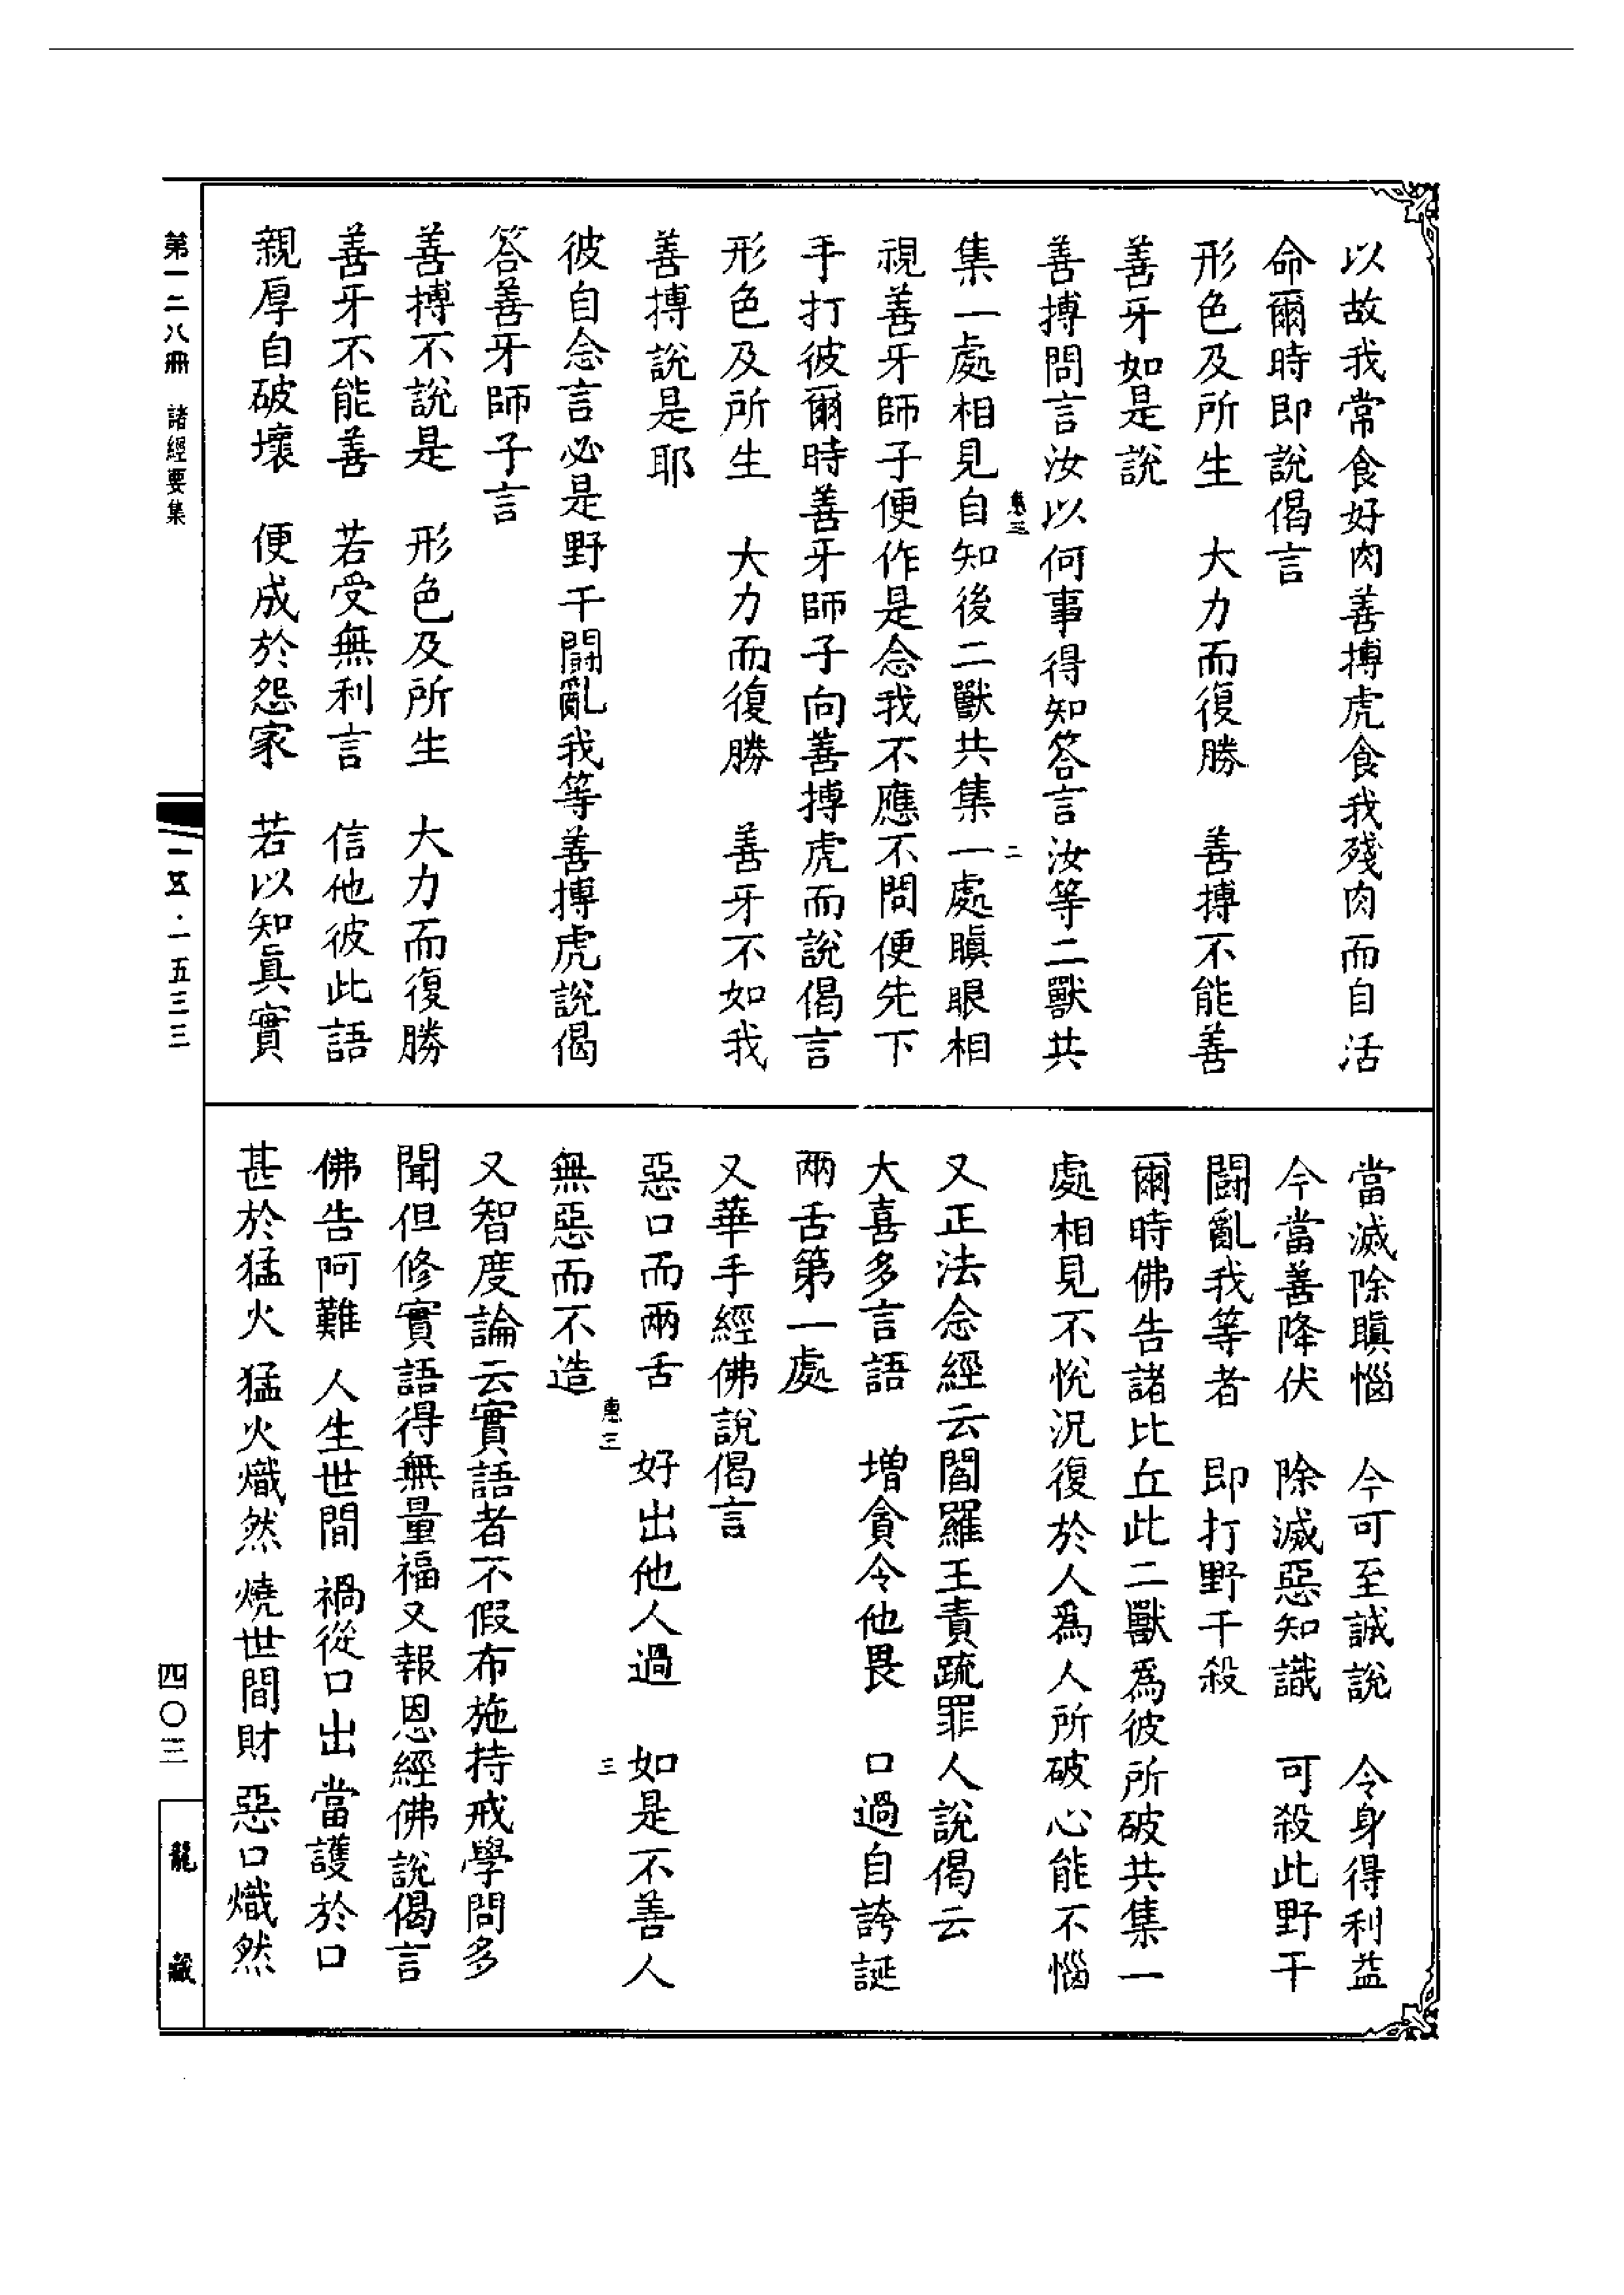 以故我常食好肉善搏虎食我殘肉而自活
命爾時即說偈言
形色及所生　大力而復勝　善搏不能善
善牙如是說
善搏問言汝以何事得知答言汝等二獸共
集一處相見自知後二獸共集一處瞋眼相
視善牙師子便作是念我不應不問便先下
手打彼爾時善牙師子向善搏虎而說偈言
形色及所生　大力而復勝　善牙不如我
善搏說是耶
彼自念言必是野干鬪亂我等善搏虎說偈
答善牙師子言
善搏不說是　形色及所生　大力而復勝
善牙不能善　若受無利言　信他彼此語
親厚自破壞　便成於怨家　若以知眞實
當滅除瞋惱　今可至誠說　令身得利益
今當善降伏　除滅惡知識　可殺此野干
鬪亂我等者　即打野干殺
爾時佛告諸比丘此二獸爲彼所破共集一
處相見不悅況復於人爲人所破心能不惱
又正法念經云閻羅王責疏罪人說偈云
大喜多言語　增貪令他畏　口過自誇誕
兩舌第一處
又華手經佛說偈言
惡口而兩舌　好出他人過　如是不善人
無惡而不造
又智度論云實語者不假布施持戒學問多
聞但修實語得無量福又報恩經佛說偈言
佛告阿難　人生世間　禍從口出　當護於口
甚於猛火　猛火熾然　燒世間財　惡口熾然
惠三
二
惠三
三
第一二八冊　諸經要集
一五·一五三三
四〇三
龍藏